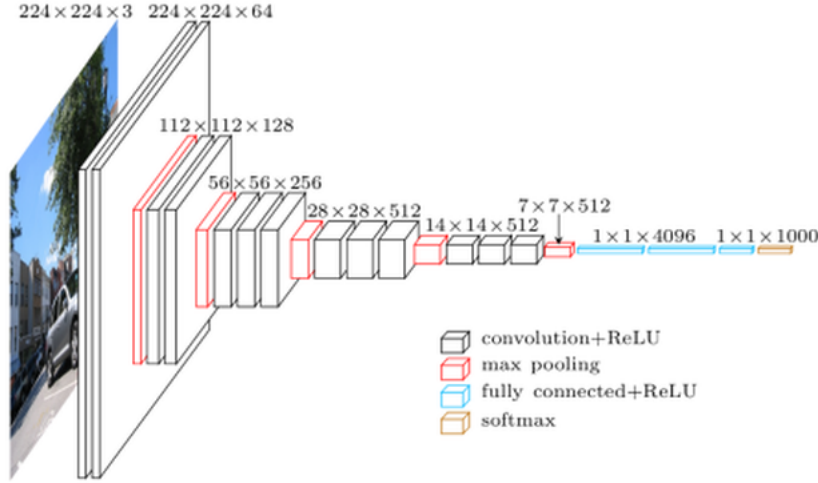 224×224×3
224×224×64
112×112×128
56×56×256
28×28×512
14×14×512
7×7×512
1×1×4096
1×1×1000
convolution+ReLU
max pooling
fully connected+ReLU
softmax